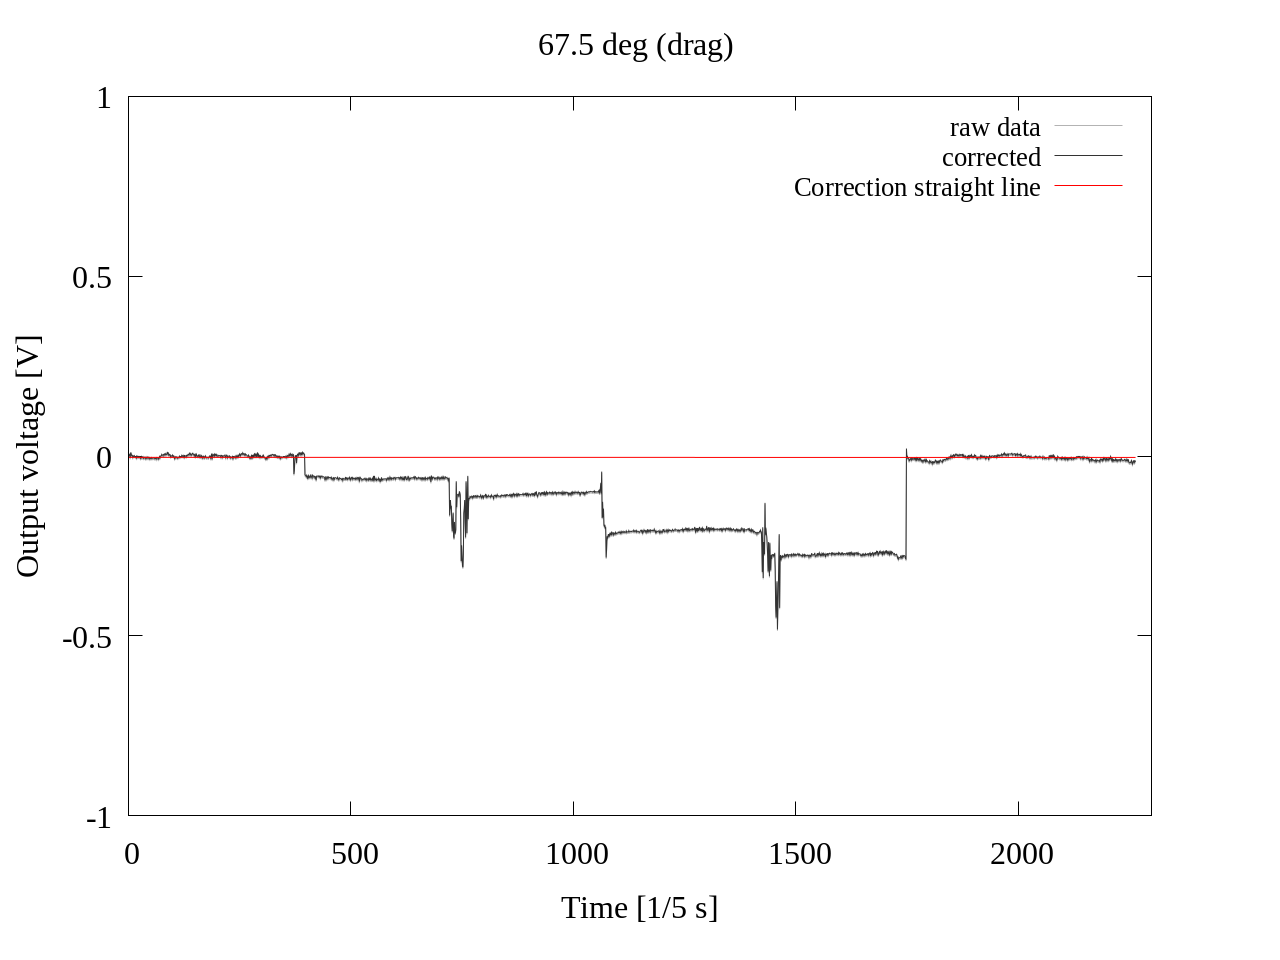 67.5 deg (drag)
1
raw data
corrected
Correction straight line
0.5
0
-0.5
-1
Output voltage [V]
0 500 1000 1500 2000
Time [1/5 s]